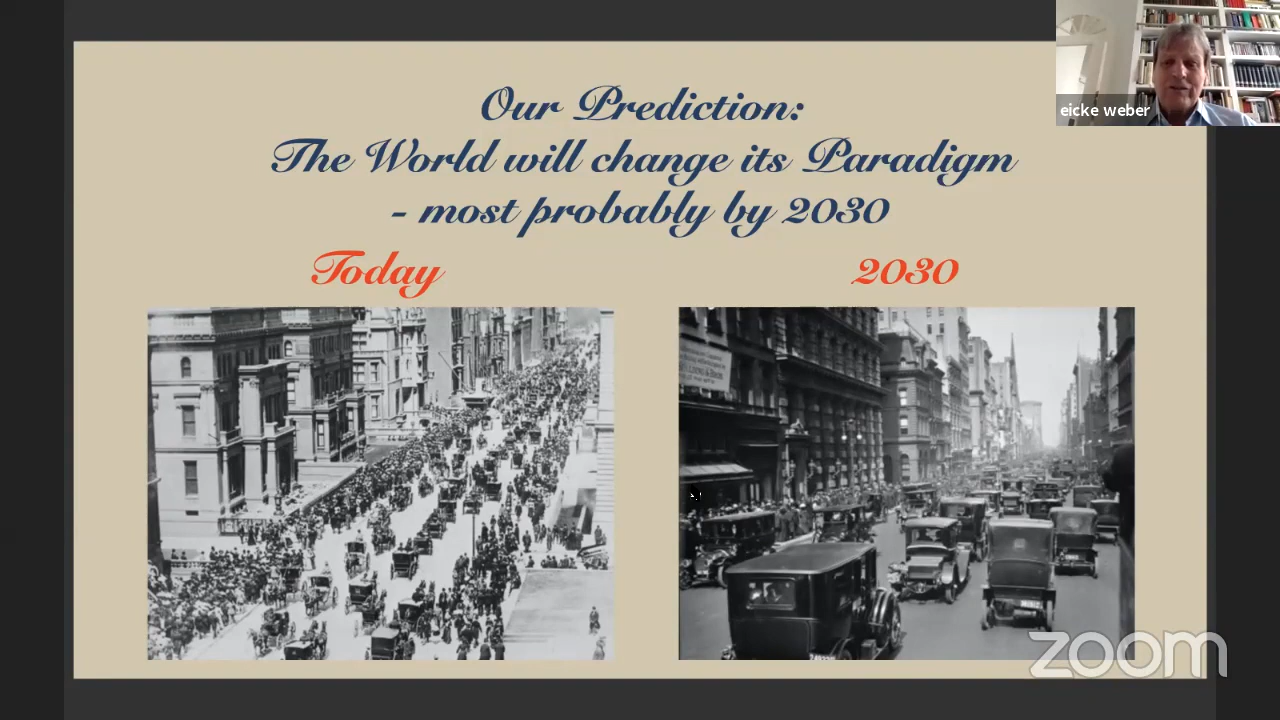 Our Prediction:
The World will change its Paradigm
- most probably by 2030
Today
2030
eicke weber
zoom